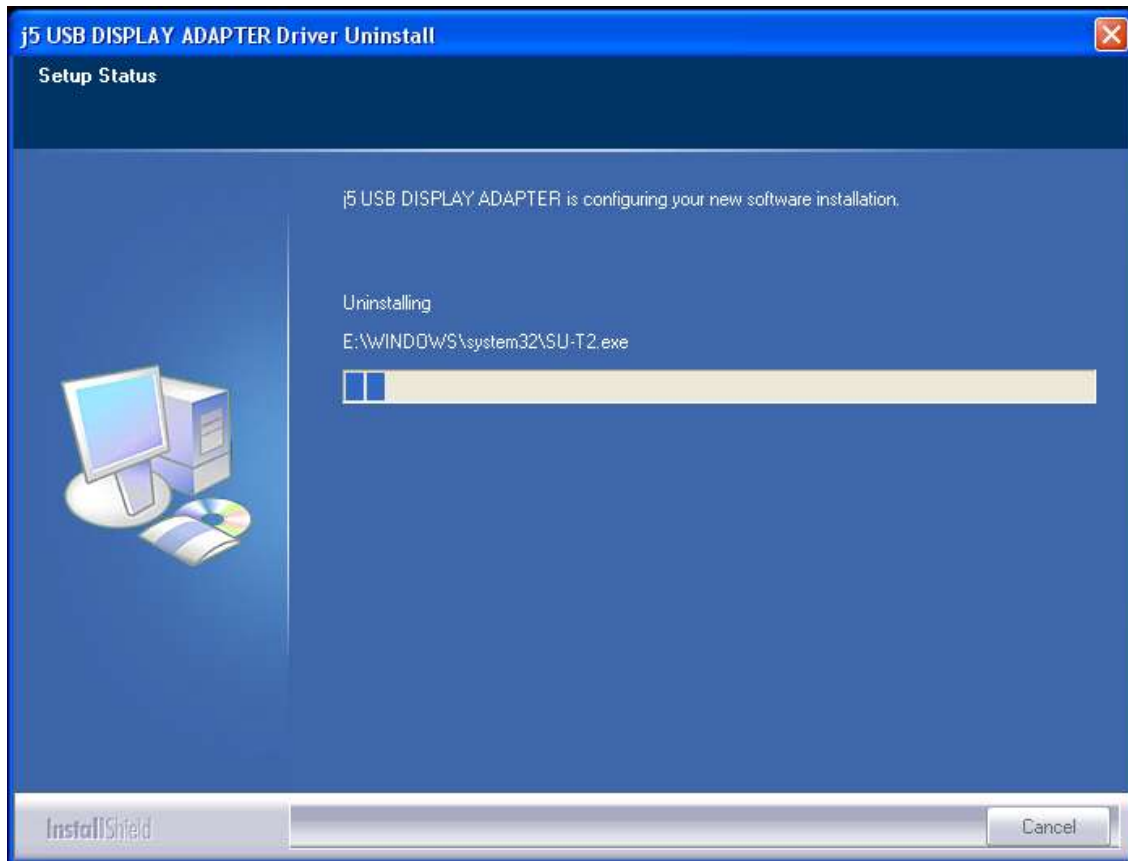 j5 USB DISPLAY ADAPTER Driver Uninstall
Setup Status
j5 USB DISPLAY ADAPTER is configuring your new software installation.
Uninstalling
E:\WINDOWS\system32\SU-T2.exe
InstallShield
Cancel